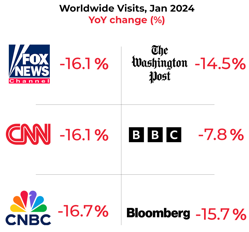 Worldwide Visits, Jan 2024
YoY change (%)
FOX
NEWS
Channel
-16.1 %
The
Washington
Post
-14.5%
CNN
-16.1 %
BBC
-7.8 %
CNBC
-16.7 %
Bloomberg
-15.7 %